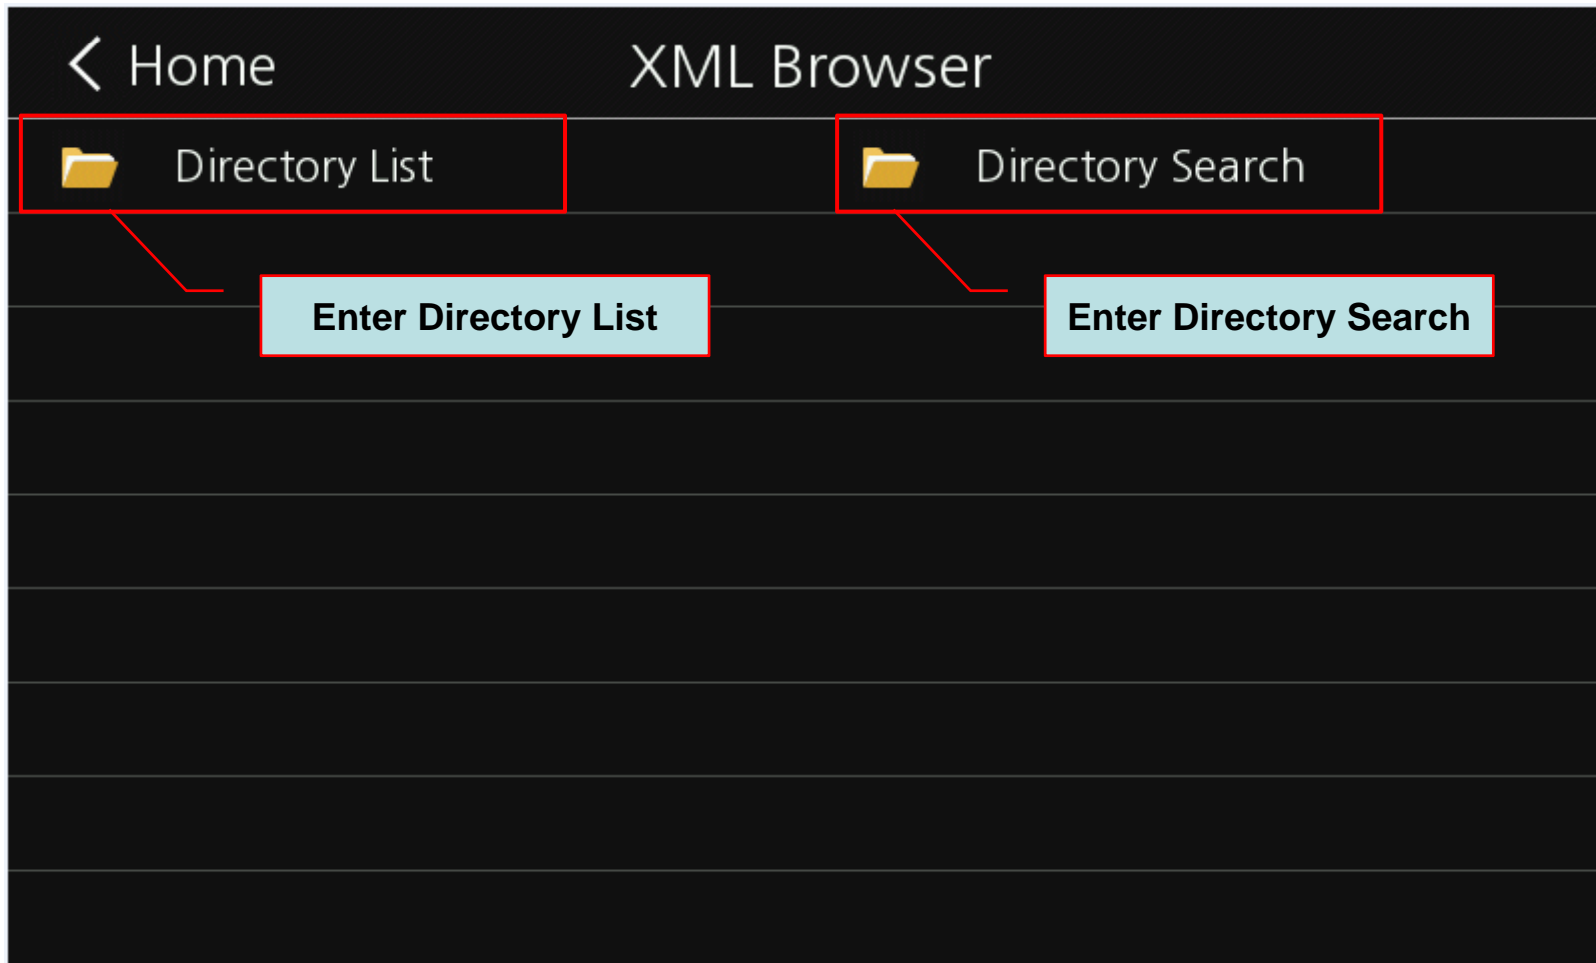 Home
XML Browser
Directory List
Directory Search
Enter Directory List
Enter Directory Search